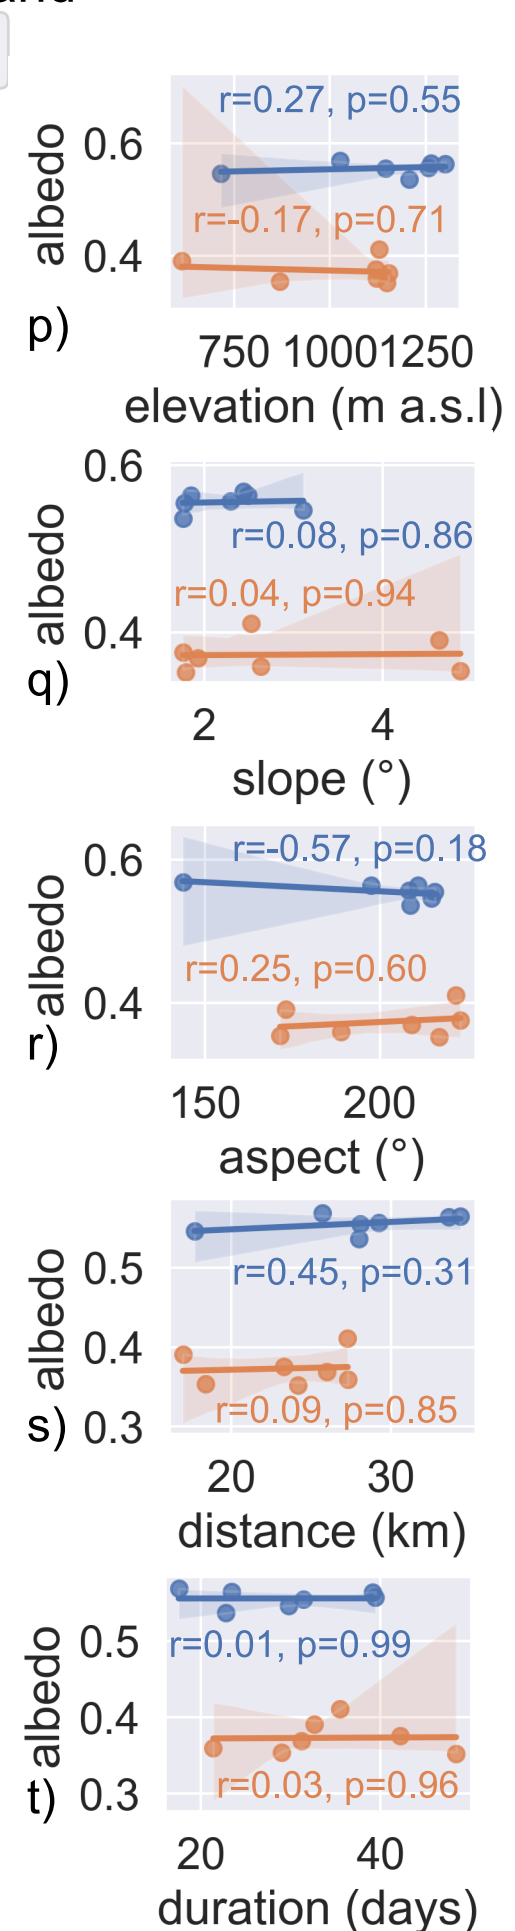 r=0.27, p=0.55
0.6
albedo
r=-0.17, p=0.71
0.4
p)
750 1000 1250
elevation (m a.s.l)
0.6
albedo
r=0.08, p=0.86
r=0.04, p=0.94
0.4
q)
2 4
slope (°)
r=-0.57, p=0.18
0.6
albedo
r=0.25, p=0.60
0.4
r)
150 200
aspect (°)
0.5
r=0.45, p=0.31
albedo
0.4
r=0.09, p=0.85
s) 0.3
20 30
distance (km)
0.5
r=0.01, p=0.99
albedo
0.4
r=0.03, p=0.96
t) 0.3
20 40
duration (days)